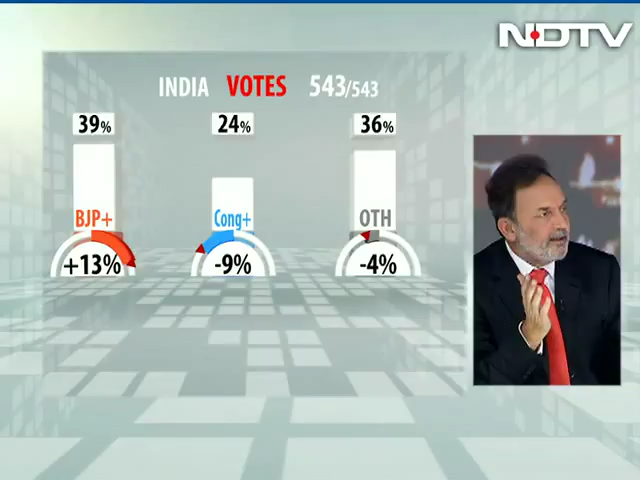 NDTV
INDIA VOTES 543/543
39% 24% 36%
BJP+ Cong+ OTH
+13% -9% -4%